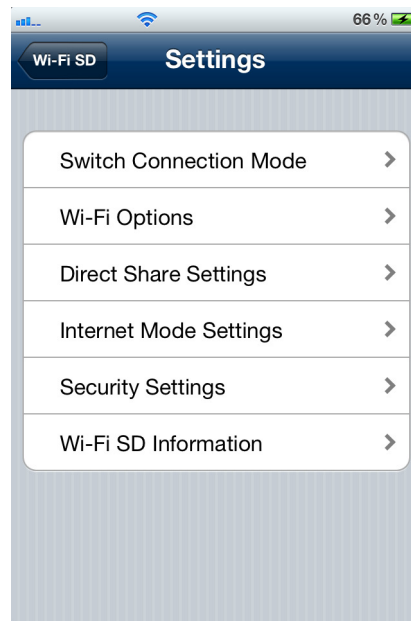 66 %
Wi-Fi SD
Settings
Switch Connection Mode
Wi-Fi Options
Direct Share Settings
Internet Mode Settings
Security Settings
Wi-Fi SD Information